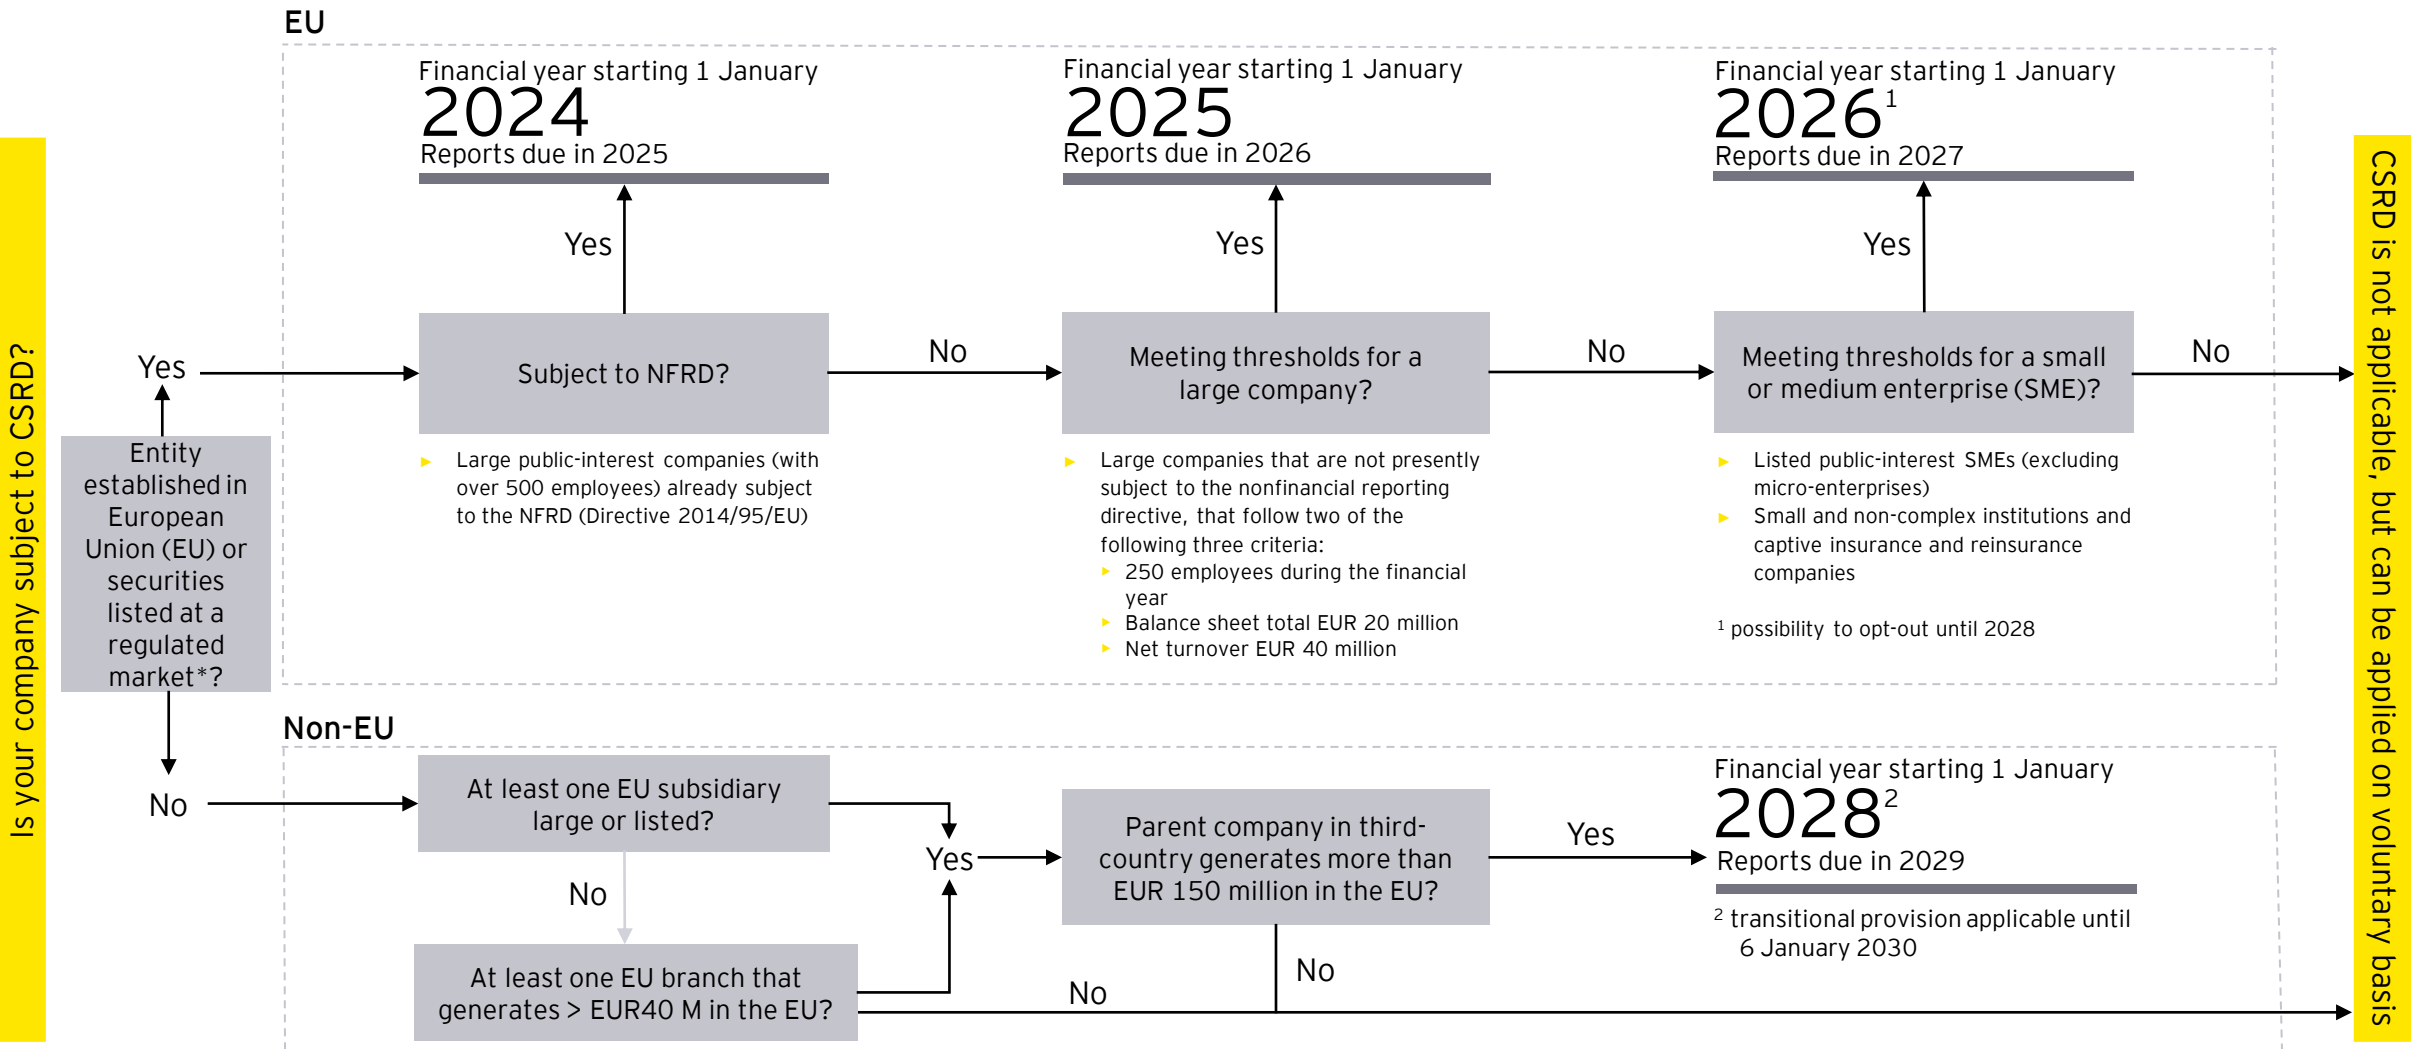 Is your company subject to CSRD?
Entity
established in
European
Union (EU) or
securities
listed at a
regulated
market*?
Yes
No
EU
Financial year starting 1 January
2024
Reports due in 2025
Yes
Subject to NFRD?
► Large public-interest companies (with
over 500 employees) already subject
to the NFRD (Directive 2014/95/EU)
No
Financial year starting 1 January
2025
Reports due in 2026
Yes
Meeting thresholds for a
large company?
► Large companies that are not presently
subject to the nonfinancial reporting
directive, that follow two of the
following three criteria:
► 250 employees during the financial
year
► Balance sheet total EUR 20 million
► Net turnover EUR 40 million
No
Financial year starting 1 January
2026¹
Reports due in 2027
Yes
Meeting thresholds for a small
or medium enterprise (SME)?
► Listed public-interest SMEs (excluding
micro-enterprises)
► Small and non-complex institutions and
captive insurance and reinsurance
companies
¹ possibility to opt-out until 2028
No
Non-EU
At least one EU subsidiary
large or listed?
No
At least one EU branch that
generates > EUR40 M in the EU?
Yes
No
Parent company in third-
country generates more than
EUR 150 million in the EU?
No
Yes
Financial year starting 1 January
2028²
Reports due in 2029
² transitional provision applicable until
6 January 2030
CSRD is not applicable, but can be applied on voluntary basis